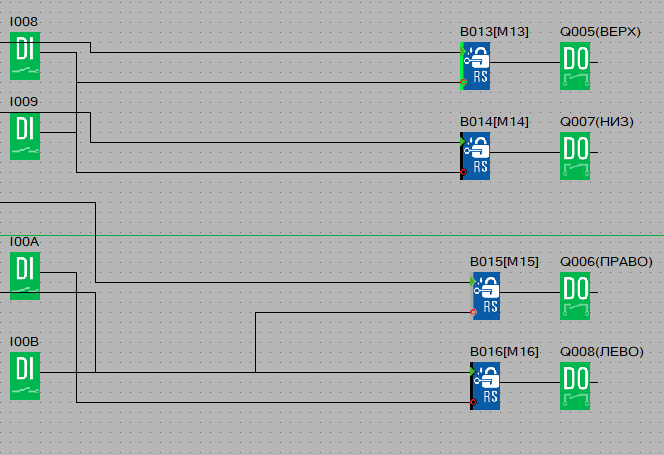 I008
DI
B013[M13]
RS
Q005(ВЕРХ)
DO
I009
DI
B014[M14]
RS
Q007(НИЗ)
DO
I00A
DI
B015[M15]
RS
Q006(ПРАВО)
DO
I00B
DI
B016[M16]
RS
Q008(ЛЕВО)
DO